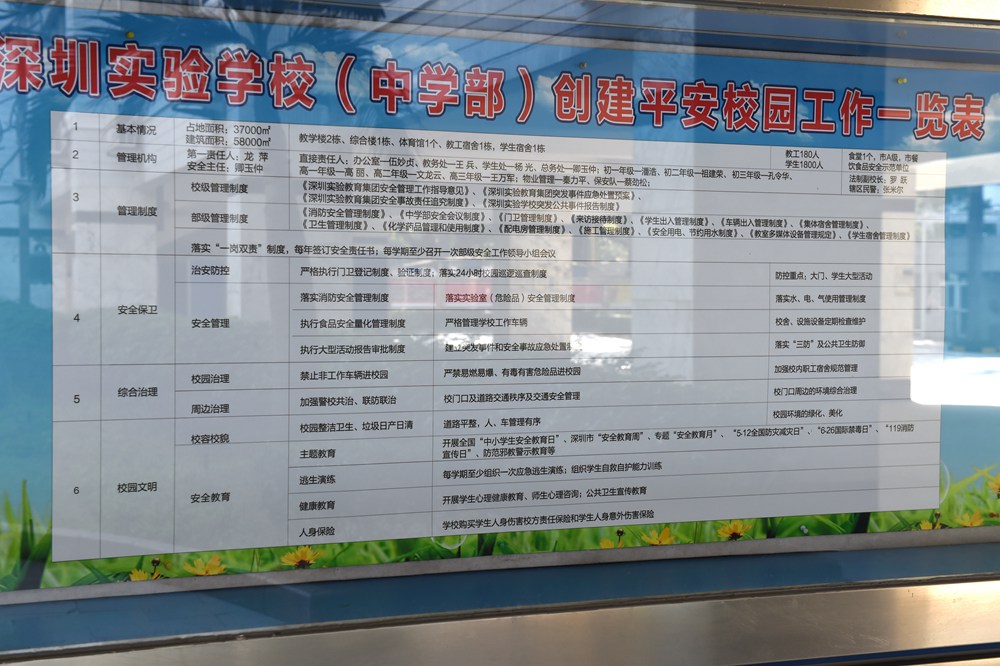 深圳实验学校（中学部）创建平安校园工作一览表
1 基本情况 占地面积：37000㎡
建筑面积：58000㎡ 教学楼2栋、综合楼1栋、体育馆1个、教工宿舍1栋，学生宿舍1栋 教工180人
学生1800人 食堂1个，市A级，市餐
饮食品安全示范单位
2 管理机构 第一责任人：龙 萍
安全主任：卿玉仲 直接责任人：办公室—伍妙贞、教务处—王 兵，学生处—杨 光、总务处—卿玉仲；初一年级—潘浩、初二年级—祖建荣、初三年级—孔令华、
高一年级—高 丽、高二年级—文龙云、高三年级—王万军；物业管理—秦力平，保安队—蔡劲松；
法制副校长：罗 跃
辖区民警：张米尔
3 管理制度 校级管理制度 《深圳实验教育集团安全管理工作指导意见》、《深圳实验教育集团突发事件应急处置预案》、
《深圳实验教育集团安全事故责任追究制度》、《深圳实验学校突发公共事件报告制度》
部级管理制度 《消防安全管理制度》、《中学部安全会议制度》、《门卫管理制度》、《来访接待制度》、《学生出入管理制度》、《车辆出入管理制度》、《集体宿舍管理制度》、
《卫生管理制度》、《化学药品管理和使用制度》、《配电房管理制度》、《施工管理制度》、《安全用电、节约用水制度》、《教室多媒体设备管理规定》、《学生宿舍管理制度》
4 安全保卫 落实“一岗双责”制度，每年签订安全责任书；每学期至少召开一次部级安全工作领导小组会议
治安防控 严格执行门卫登记制度、验证制度；落实24小时校园巡逻巡查制度 防控重点：大门、学生大型活动
安全管理 落实消防安全管理制度 落实实验室（危险品）安全管理制度 落实水、电、气使用管理制度
执行食品安全量化管理制度 严格管理学校工作车辆 校舍、设施设备定期检查维护
执行大型活动报告审批制度 建立突发事件和安全事故应急处置 落实“三防”及公共卫生防御
5 综合治理 校园治理 禁止非工作车辆进校园 严禁易燃易爆、有毒有害危险品进校园 加强校内职工宿舍规范管理
周边治理 加强警校共治、联防联治 校门口及道路交通秩序及交通安全管理 校门口周边的环境综合治理
6 校园文明 校容校貌 校园整洁卫生、垃圾日产日清 道路平整，人、车管理有序 校园环境的绿化、美化
安全教育 主题教育 开展全国“中小学生安全教育日”、深圳市“安全教育周”、专题“安全教育月”、“5·12全国防灾减灾日”、“6·26国际禁毒日”、“119消防
宣传日”、防范邪教警示教育等
逃生演练 每学期至少组织一次应急逃生演练；组织学生自救自护能力训练
健康教育 开展学生心理健康教育、师生心理咨询；公共卫生宣传教育
人身保险 学校购买学生人身伤害校方责任保险和学生人身意外伤害保险